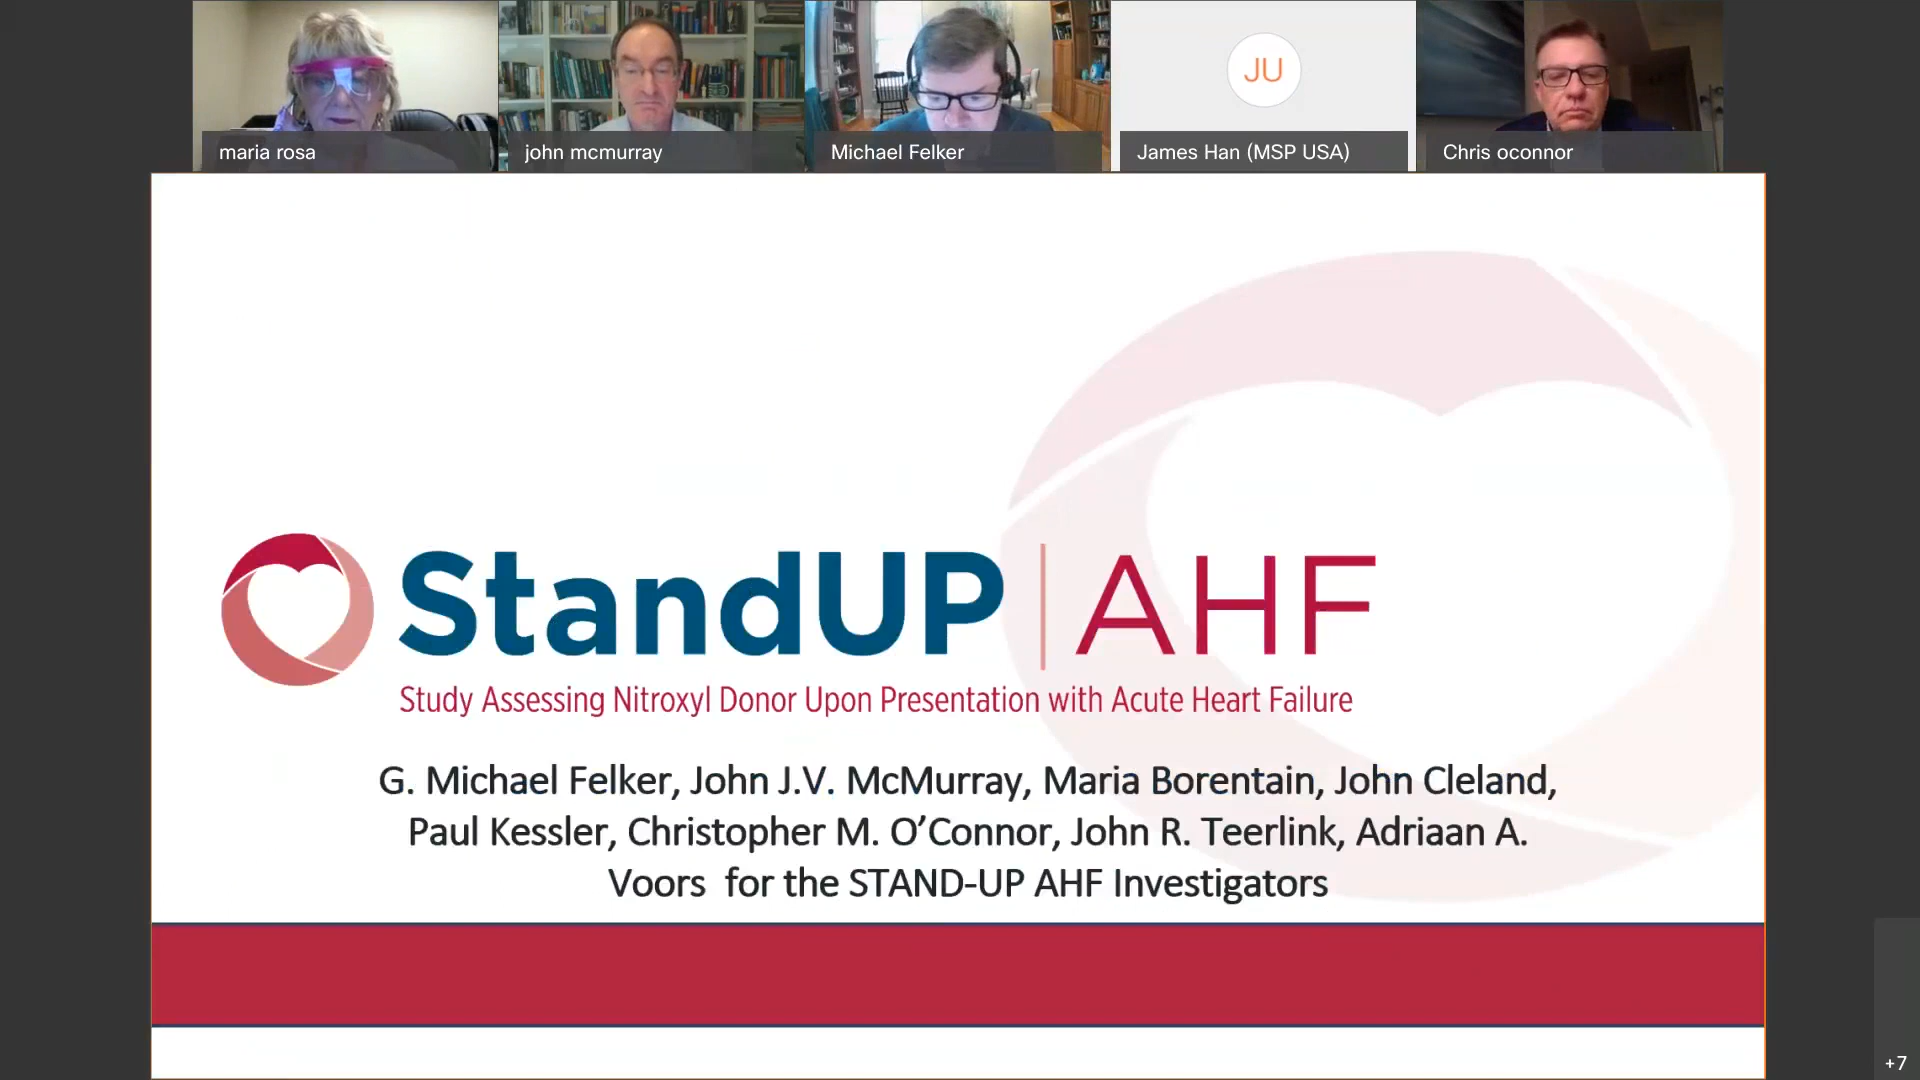 maria rosa
john mcmurray
Michael Felker
JU
James Han (MSP USA)
Chris oconnor
StandUP | AHF
Study Assessing Nitroxyl Donor Upon Presentation with Acute Heart Failure
G. Michael Felker, John J.V. McMurray, Maria Borentain, John Cleland,
Paul Kessler, Christopher M. O’Connor, John R. Teerlink, Adriaan A.
Voors for the STAND-UP AHF Investigators
+7